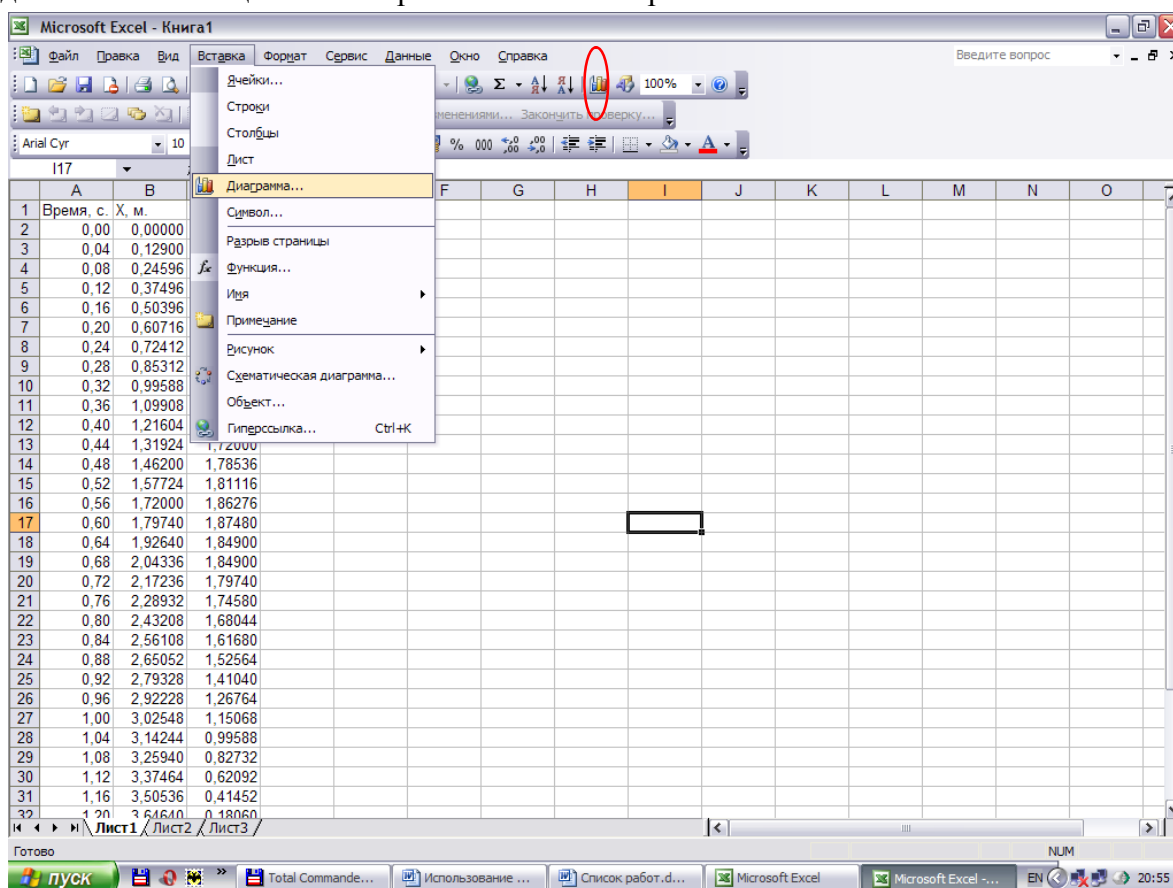 Microsoft Excel - Книга1
Файл Правка Вид Вставка Формат Сервис Данные Окно Справка Введите вопрос
Ячейки...
Строки
Столбцы
Лист
Диаграмма...
Символ...
Разрыв страницы
Функция...
Имя
Примечание
Рисунок
Схематическая диаграмма...
Объект...
Гиперссылка... Ctrl+K
100%
Закончить проверку...
Arial Cyr 10 % 000
I17
A B F G H I J K L M N O
1 Время, с. X, м.
2 0,00 0,00000
3 0,04 0,12900
4 0,08 0,24596
5 0,12 0,37496
6 0,16 0,50396
7 0,20 0,60716
8 0,24 0,72412
9 0,28 0,85312
10 0,32 0,99588
11 0,36 1,09908
12 0,40 1,21604
13 0,44 1,31924 1,72000
14 0,48 1,46200 1,78536
15 0,52 1,57724 1,81116
16 0,56 1,72000 1,86276
17 0,60 1,79740 1,87480
18 0,64 1,92640 1,84900
19 0,68 2,04336 1,84900
20 0,72 2,17236 1,79740
21 0,76 2,28932 1,74580
22 0,80 2,43208 1,68044
23 0,84 2,56108 1,61680
24 0,88 2,65052 1,52564
25 0,92 2,79328 1,41040
26 0,96 2,92228 1,26764
27 1,00 3,02548 1,15068
28 1,04 3,14244 0,99588
29 1,08 3,25940 0,82732
30 1,12 3,37464 0,62092
31 1,16 3,50536 0,41452
32 1,20 3,64640 0,18060
Лист1 Лист2 Лист3
Готово NUM
пуск Total Commande... Использование ... Список работ.d... Microsoft Excel Microsoft Excel -... EN 20:55